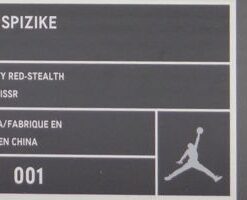 SPIZIKE
Y RED-STEALTH
ISSR
A/FABRIQUE EN
EN CHINA
001